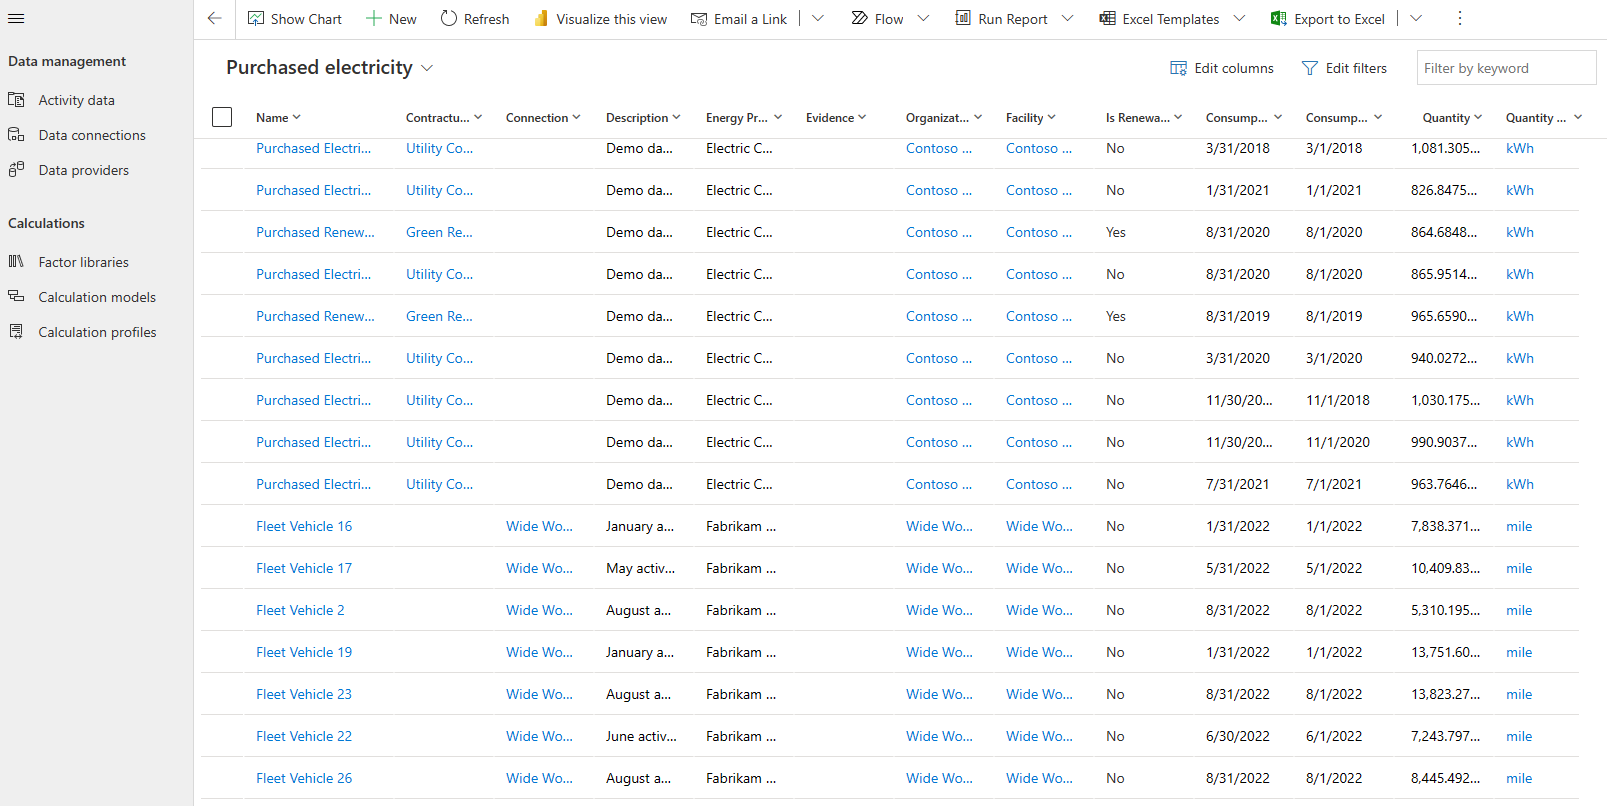 Show Chart New Refresh Visualize this view Email a Link Flow Run Report Excel Templates Export to Excel
Data management
Activity data
Data connections
Data providers
Calculations
Factor libraries
Calculation models
Calculation profiles
Purchased electricity Edit columns Edit filters Filter by keyword
Name Contractu... Connection Description Energy Pr... Evidence Organizat... Facility Is Renewa... Consump... Consump... Quantity Quantity ...
Purchased Electri... Utility Co... Demo da... Electric C... Contoso ... Contoso ... No 3/31/2018 3/1/2018 1,081.305... kWh
Purchased Electri... Utility Co... Demo da... Electric C... Contoso ... Contoso ... No 1/31/2021 1/1/2021 826.8475... kWh
Purchased Renew... Green Re... Demo da... Electric C... Contoso ... Contoso ... Yes 8/31/2020 8/1/2020 864.6848... kWh
Purchased Electri... Utility Co... Demo da... Electric C... Contoso ... Contoso ... No 8/31/2020 8/1/2020 865.9514... kWh
Purchased Renew... Green Re... Demo da... Electric C... Contoso ... Contoso ... Yes 8/31/2019 8/1/2019 965.6590... kWh
Purchased Electri... Utility Co... Demo da... Electric C... Contoso ... Contoso ... No 3/31/2020 3/1/2020 940.0272... kWh
Purchased Electri... Utility Co... Demo da... Electric C... Contoso ... Contoso ... No 11/30/20... 11/1/2018 1,030.175... kWh
Purchased Electri... Utility Co... Demo da... Electric C... Contoso ... Contoso ... No 11/30/20... 11/1/2020 990.9037... kWh
Purchased Electri... Utility Co... Demo da... Electric C... Contoso ... Contoso ... No 7/31/2021 7/1/2021 963.7646... kWh
Fleet Vehicle 16 Wide Wo... January a... Fabrikam ... Wide Wo... Wide Wo... No 1/31/2022 1/1/2022 7,838.371... mile
Fleet Vehicle 17 Wide Wo... May activ... Fabrikam ... Wide Wo... Wide Wo... No 5/31/2022 5/1/2022 10,409.83... mile
Fleet Vehicle 2 Wide Wo... August a... Fabrikam ... Wide Wo... Wide Wo... No 8/31/2022 8/1/2022 5,310.195... mile
Fleet Vehicle 19 Wide Wo... January a... Fabrikam ... Wide Wo... Wide Wo... No 1/31/2022 1/1/2022 13,751.60... mile
Fleet Vehicle 23 Wide Wo... August a... Fabrikam ... Wide Wo... Wide Wo... No 8/31/2022 8/1/2022 13,823.27... mile
Fleet Vehicle 22 Wide Wo... June activ... Fabrikam ... Wide Wo... Wide Wo... No 6/30/2022 6/1/2022 7,243.797... mile
Fleet Vehicle 26 Wide Wo... August a... Fabrikam ... Wide Wo... Wide Wo... No 8/31/2022 8/1/2022 8,445.492... mile